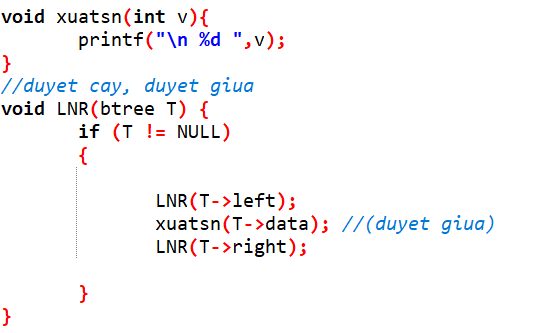 void xuatsn(int v){
printf("\n %d ",v);
}
//duyet cay, duyet giua
void LNR(btree T) {
if (T != NULL)
{
LNR(T->left);
xuatsn(T->data); //(duyet giua)
LNR(T->right);
}
}